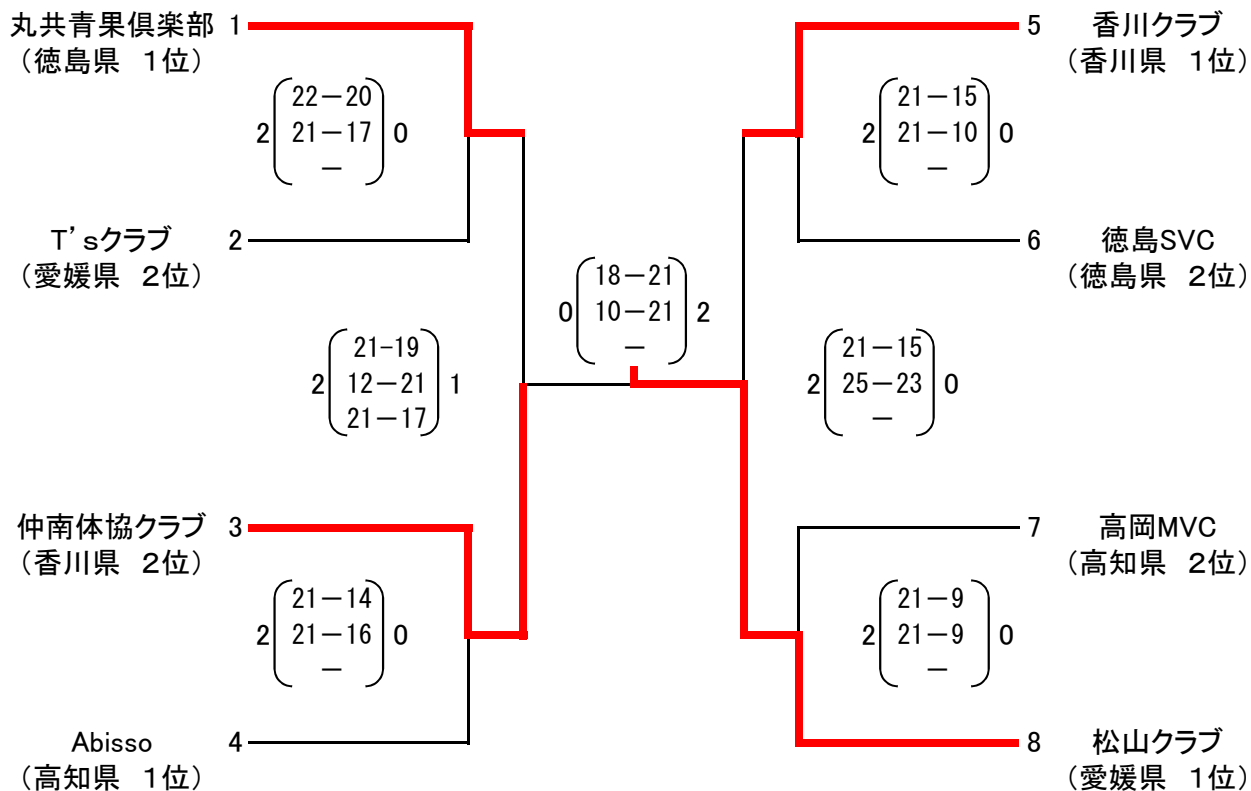 丸共青果倶楽部 1
(徳島県 1位)
22－20
2 21－17 0
－
T'sクラブ 2
(愛媛県 2位)
21-19
2 12－21 1
21－17
仲南体協クラブ 3
(香川県 2位)
21－14
2 21－16 0
－
Abisso 4
(高知県 1位)
18－21
0 10－21 2
－
5 香川クラブ
(香川県 1位)
21－15
2 21－10 0
－
6 徳島SVC
(徳島県 2位)
21－15
2 25－23 0
－
7 高岡MVC
(高知県 2位)
21－9
2 21－9 0
－
8 松山クラブ
(愛媛県 1位)